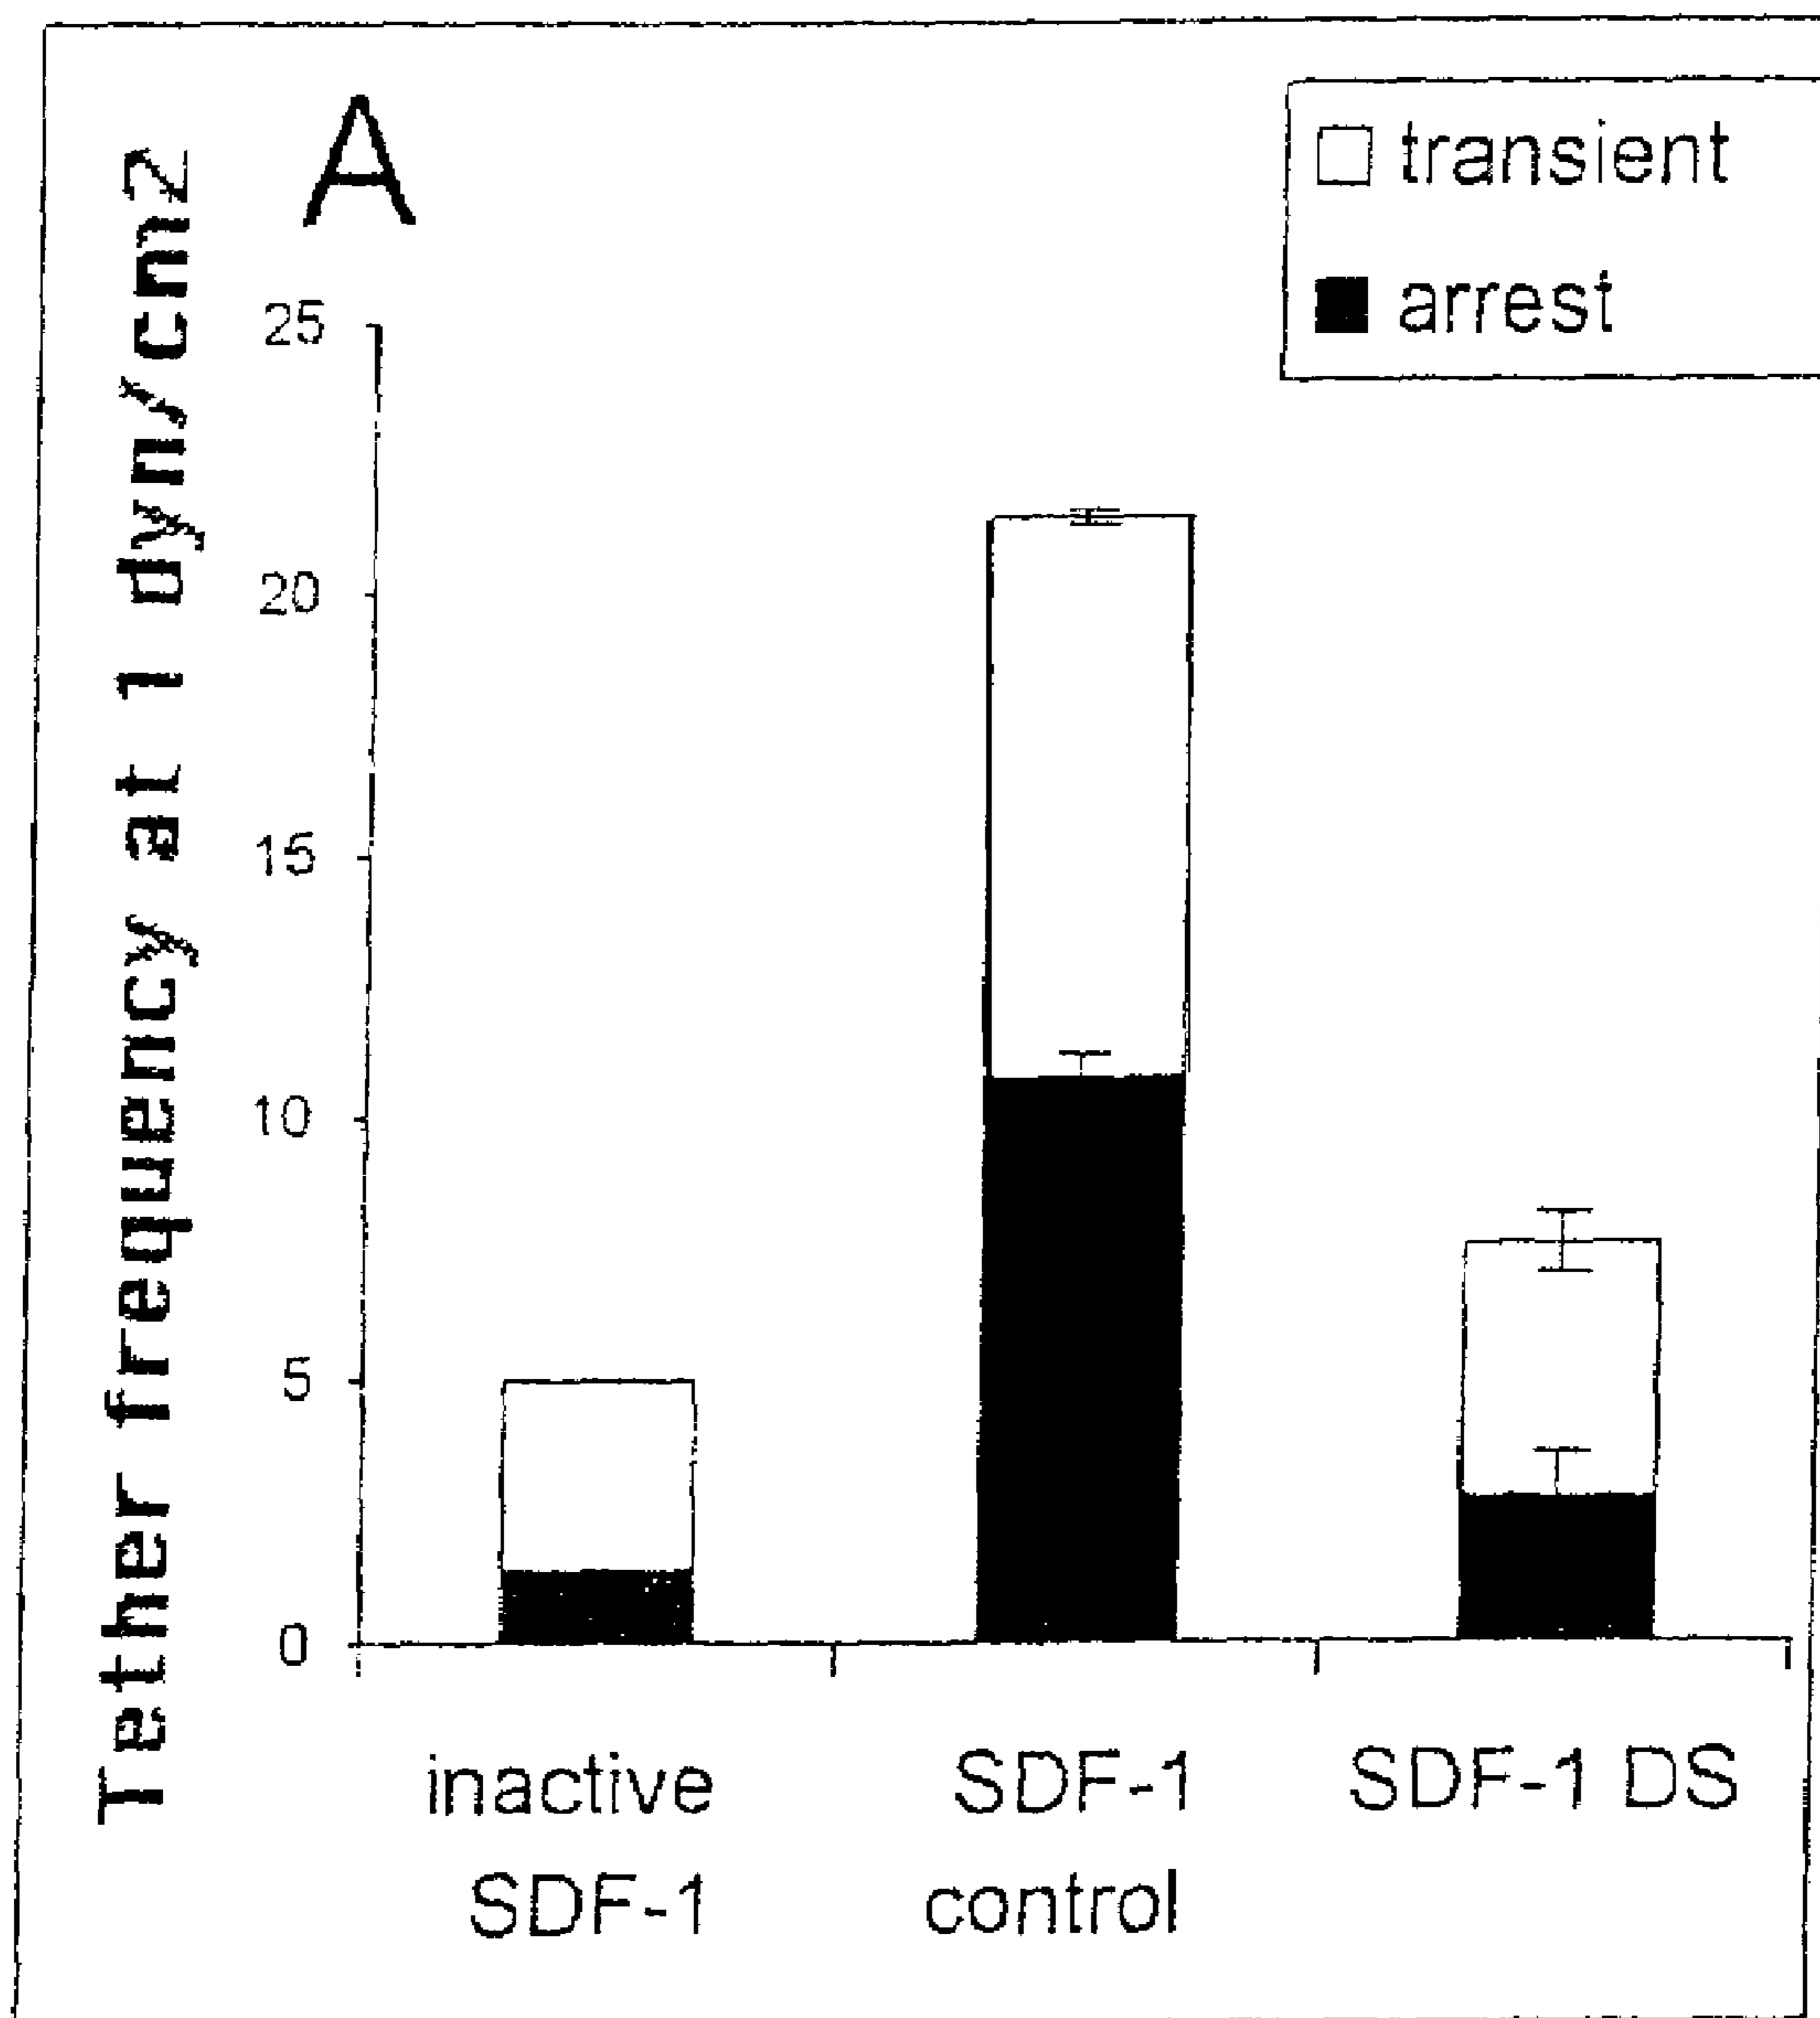 A
transient
arrest
Tether frequency at 1 dyn/cm2
25
20
15
10
5
0
inactive
SDF-1
SDF-1
control
SDF-1 DS